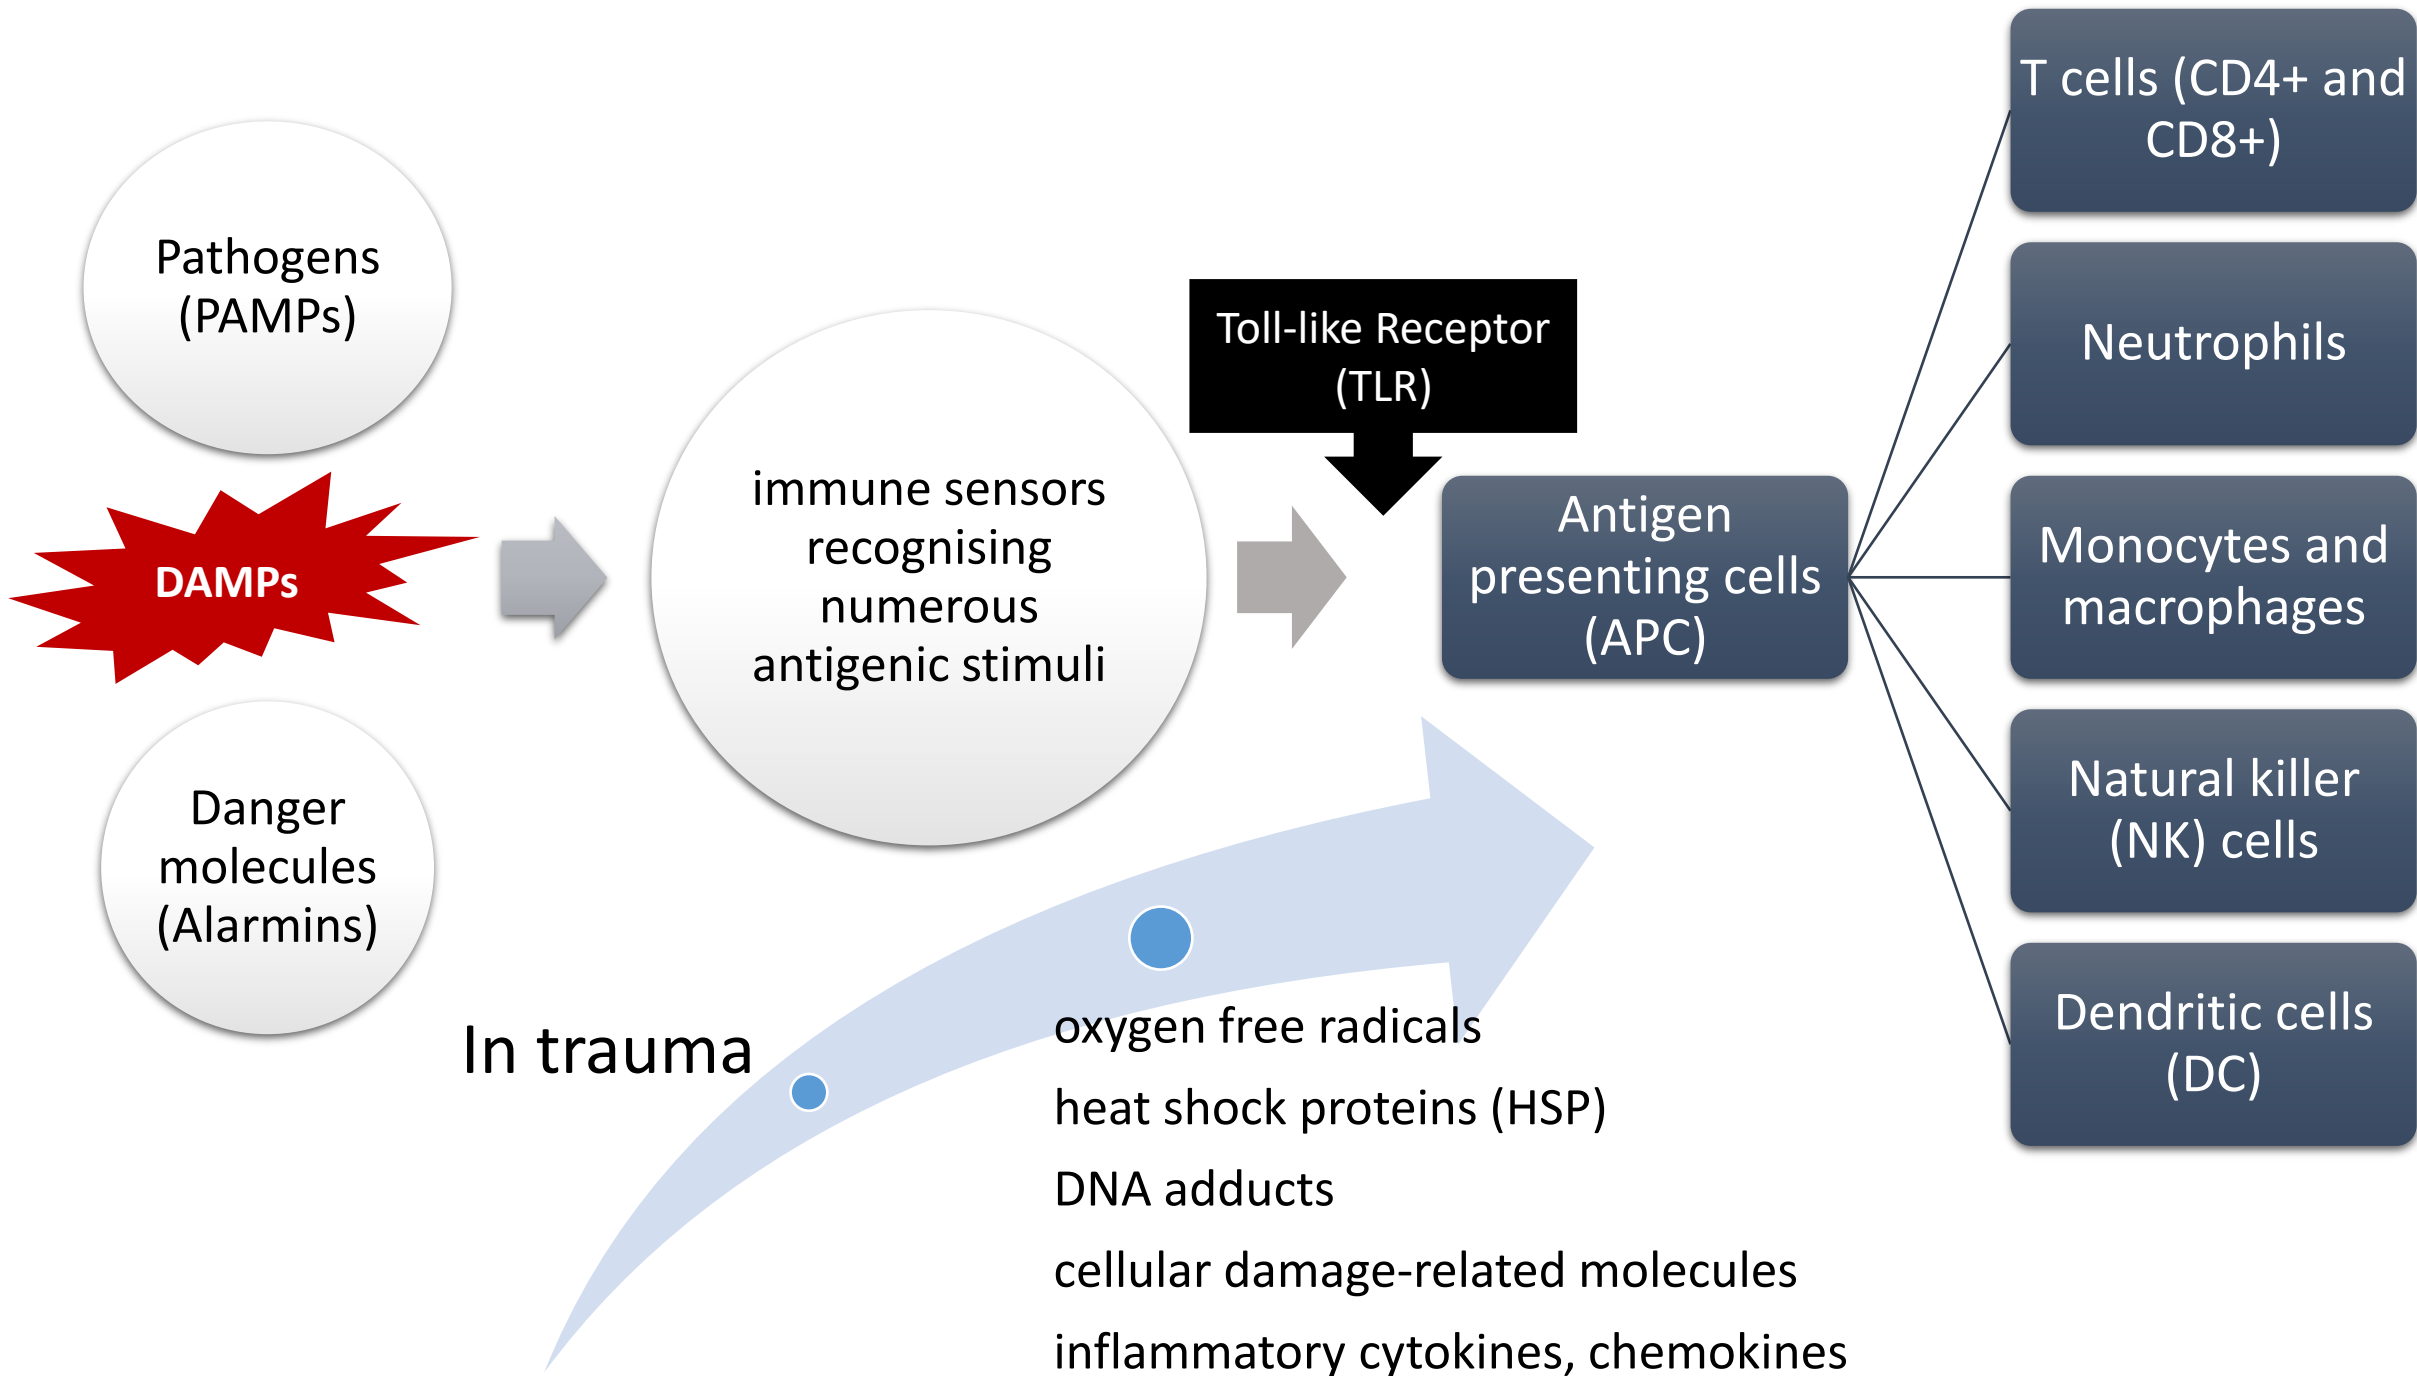 Pathogens
(PAMPs)
DAMPs
Danger
molecules
(Alarmins)
immune sensors
recognising
numerous
antigenic stimuli
Toll-like Receptor
(TLR)
Antigen
presenting cells
(APC)
T cells (CD4+ and
CD8+)
Neutrophils
Monocytes and
macrophages
Natural killer
(NK) cells
Dendritic cells
(DC)
In trauma
oxygen free radicals
heat shock proteins (HSP)
DNA adducts
cellular damage-related molecules
inflammatory cytokines, chemokines